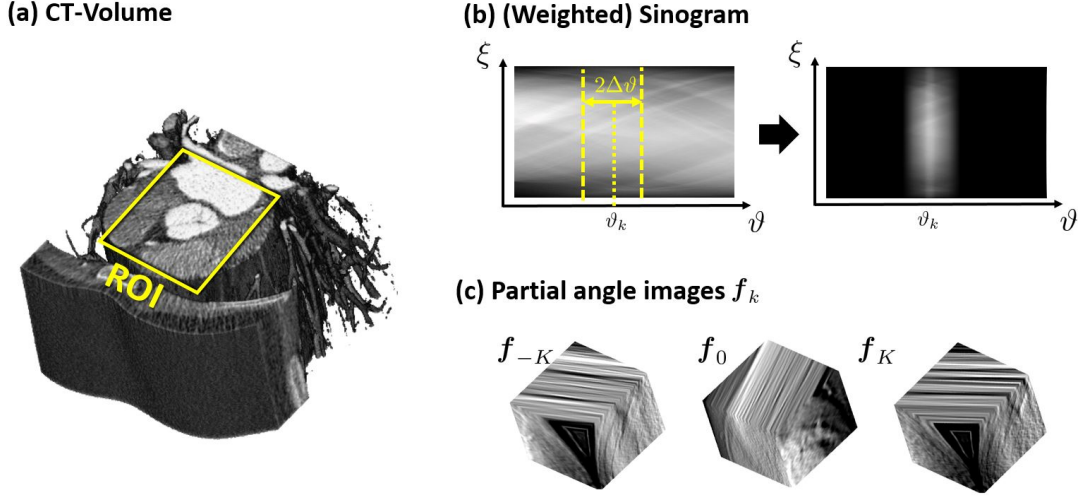 (a) CT-Volume
ROI
(b) (Weighted) Sinogram
ξ
2Δϑ
ϑₖ
ϑ
ξ
ϑₖ
ϑ
(c) Partial angle images fₖ
f₋K
f₀
fK